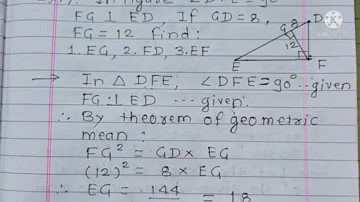 FG ⊥ ED, If GD = 8,
FG = 12 find:
1. EG, 2. FD, 3. EF
D
G 8
12
E
F
→ In △ DFE, ∠DFE = 90° ...given
FG ⊥ ED ... given.
∴ By theorem of geometric
mean:
FG² = GD × EG
(12)² = 8 × EG
∴ EG = 144 = 18